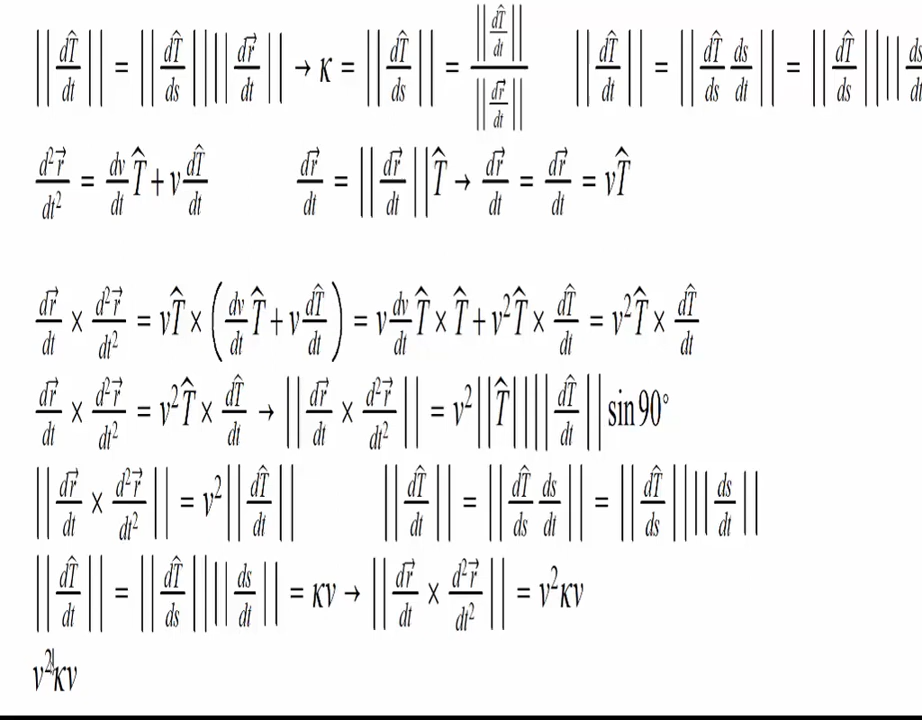 ||dT̂/dt|| = ||dT̂/ds|| ||dr⃗/dt|| → κ = ||dT̂/ds|| = ||dT̂/dt|| / ||dr⃗/dt||    ||dT̂/dt|| = ||dT̂/ds ds/dt|| = ||dT̂/ds|| ||ds/dt
d²r⃗/dt² = dv/dt T̂ + v dT̂/dt    dr⃗/dt = ||dr⃗/dt|| T̂ → dr⃗/dt = dr⃗/dt = vT̂
dr⃗/dt × d²r⃗/dt² = vT̂ × (dv/dt T̂ + v dT̂/dt) = v dv/dt T̂ × T̂ + v²T̂ × dT̂/dt = v²T̂ × dT̂/dt
dr⃗/dt × d²r⃗/dt² = v²T̂ × dT̂/dt → ||dr⃗/dt × d²r⃗/dt²|| = v²||T̂|| ||dT̂/dt|| sin 90°
||dr⃗/dt × d²r⃗/dt²|| = v²||dT̂/dt||    ||dT̂/dt|| = ||dT̂/ds ds/dt|| = ||dT̂/ds|| ||ds/dt||
||dT̂/dt|| = ||dT̂/ds|| ||ds/dt|| = κv → ||dr⃗/dt × d²r⃗/dt²|| = v²κv
v²κv